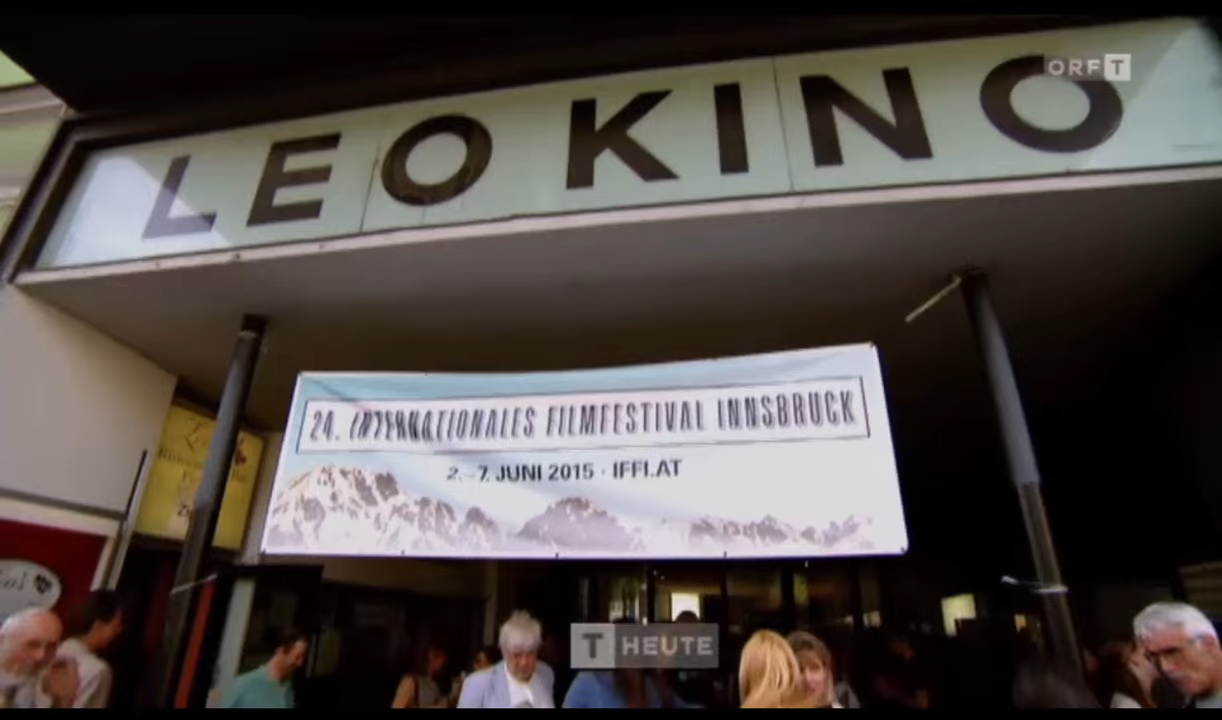 ORF T
LEO KINO
24. INTERNATIONALES FILMFESTIVAL INNSBRUCK
2. - 7. JUNI 2015 · IFFI.AT
T HEUTE